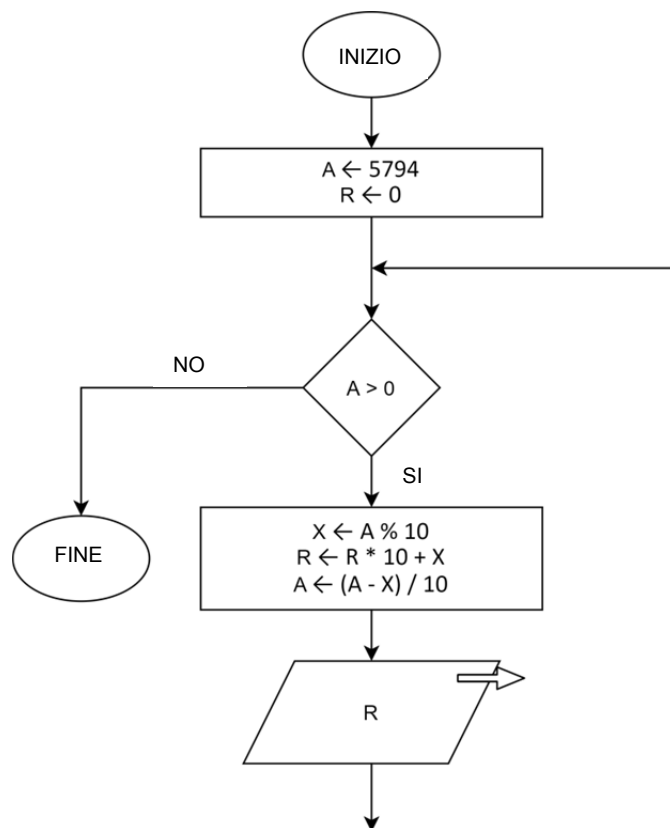 INIZIO
A ← 5794
R ← 0
NO
A > 0
SI
FINE
X ← A % 10
R ← R * 10 + X
A ← (A - X) / 10
R